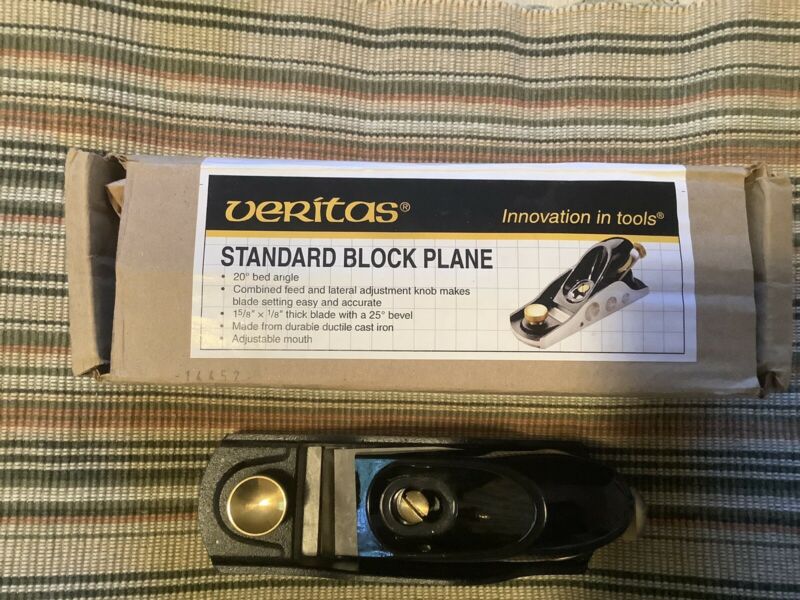 veritas®
Innovation in tools®
STANDARD BLOCK PLANE
• 20° bed angle
• Combined feed and lateral adjustment knob makes
blade setting easy and accurate
• 15/8" × 1/8" thick blade with a 25° bevel
• Made from durable ductile cast iron
• Adjustable mouth